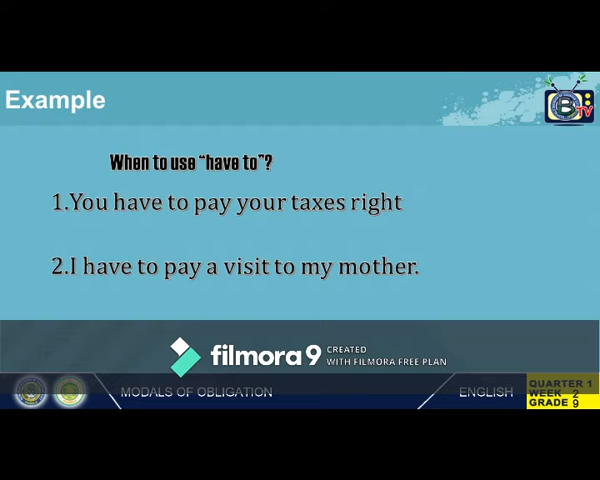 Example
B
TV
When to use “have to”?
1.You have to pay your taxes right
2.I have to pay a visit to my mother.
filmora 9 CREATED
WITH FILMORA FREE PLAN
MODALS OF OBLIGATION
ENGLISH
QUARTER 1
WEEK 2
GRADE 9